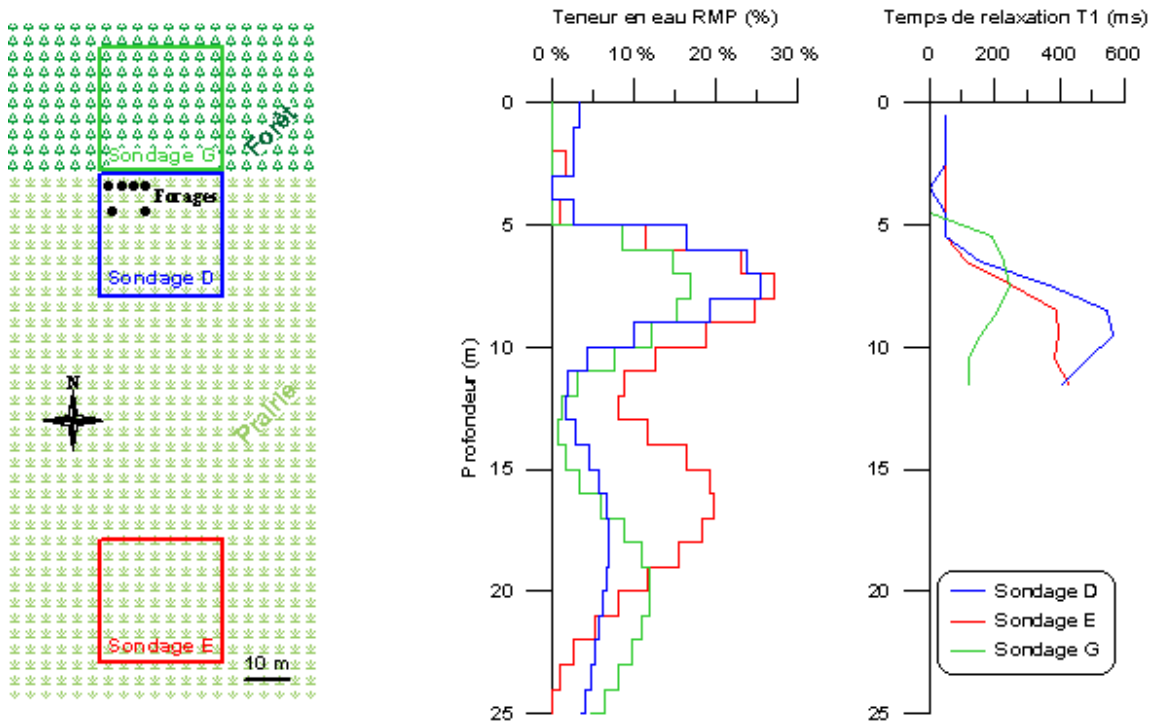 Sondage G
Forêt
Forages
Sondage D
N
Prairie
Sondage E
10 m
Teneur en eau RMP (%)
0 % 10 % 20 % 30 %
Profondeur (m)
0
5
10
15
20
25
Temps de relaxation T1 (ms)
0 200 400 600
0
5
10
15
20
25
Sondage D
Sondage E
Sondage G